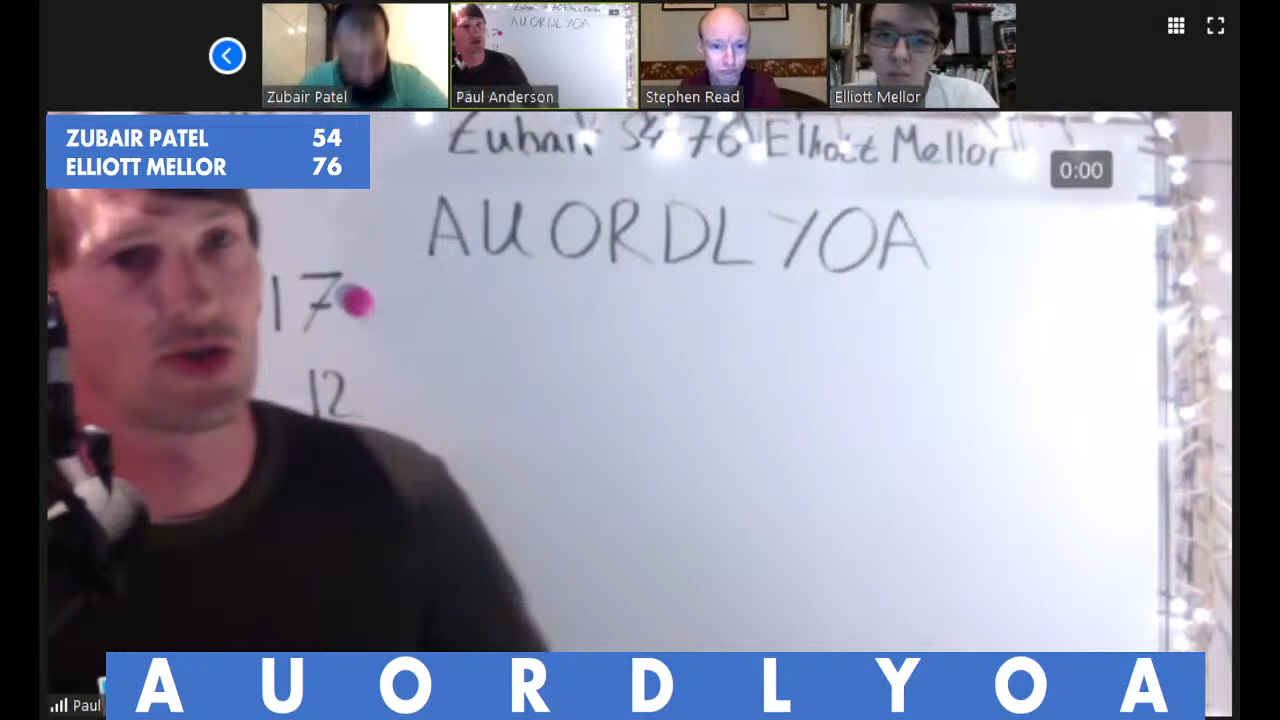 Zubair Patel
Paul Anderson
Stephen Read
Elliott Mellor
ZUBAIR PATEL 54
ELLIOTT MELLOR 76
Zubair 54 76 Elliott Mellor
0:00
AUORDLYOA
17
12
Paul
A U O R D L Y O A